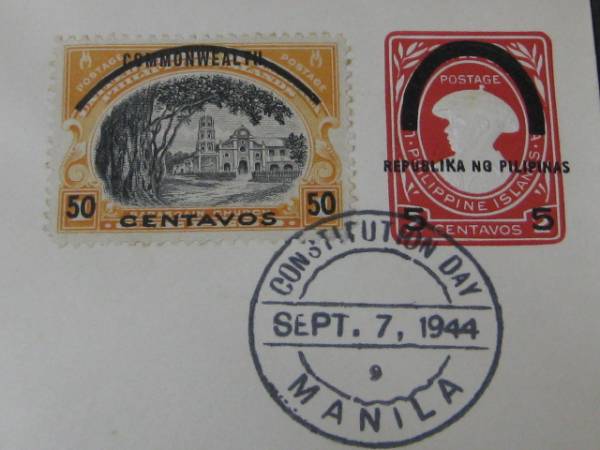 COMMONWEALTH
POSTAGE POSTAGE
50 CENTAVOS 50
POSTAGE
REPUBLIKA NG PILIPINAS
PHILIPPINE ISLANDS
5 CENTAVOS 5
CONSTITUTION DAY
SEPT. 7, 1944
9
MANILA